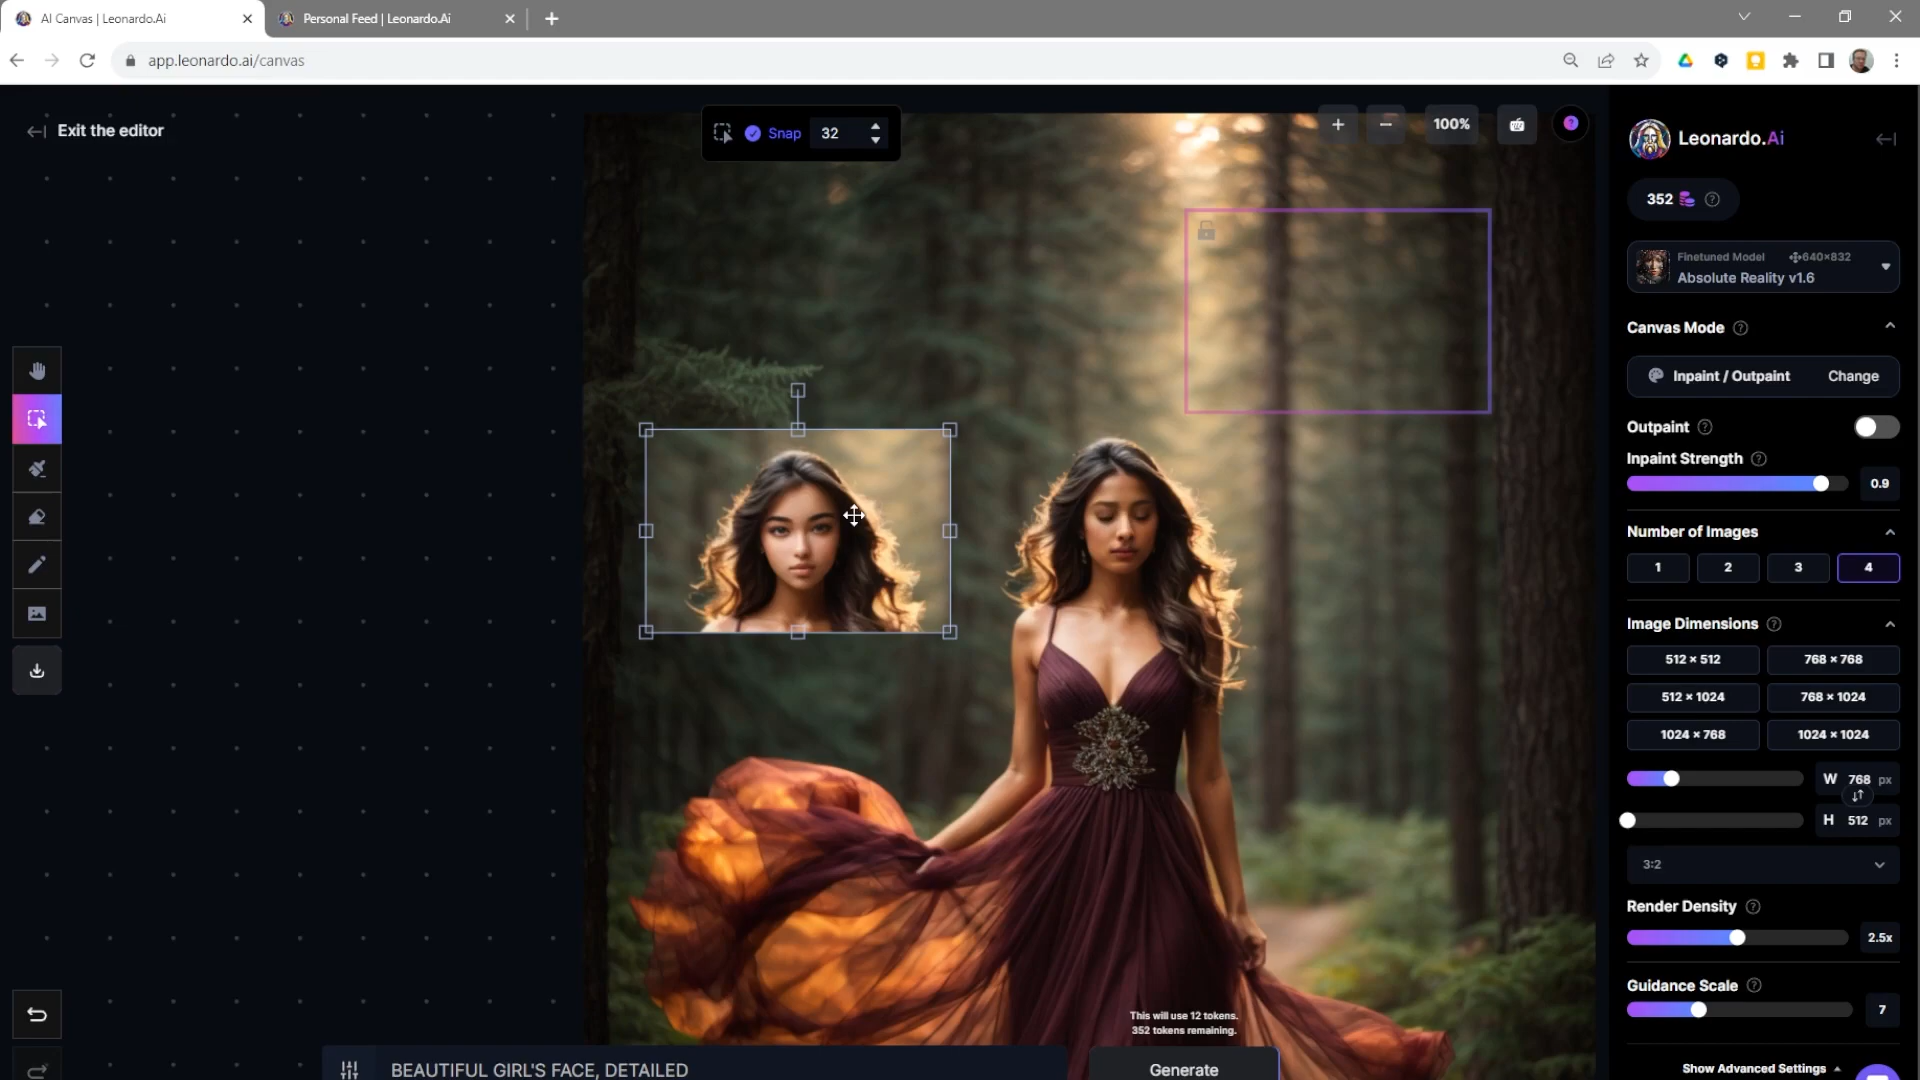 AI Canvas | Leonardo.Ai
Personal Feed | Leonardo.Ai
app.leonardo.ai/canvas
Exit the editor
Snap 32
100%
Leonardo.Ai
352
Finetuned Model 640×832
Absolute Reality v1.6
Canvas Mode
Inpaint / Outpaint Change
Outpaint
Inpaint Strength
0.9
Number of Images
1 2 3 4
Image Dimensions
512 × 512 768 × 768
512 × 1024 768 × 1024
1024 × 768 1024 × 1024
W 768 px
H 512 px
3:2
Render Density
2.5x
Guidance Scale
7
This will use 12 tokens.
352 tokens remaining.
BEAUTIFUL GIRL'S FACE, DETAILED
Generate
Show Advanced Settings